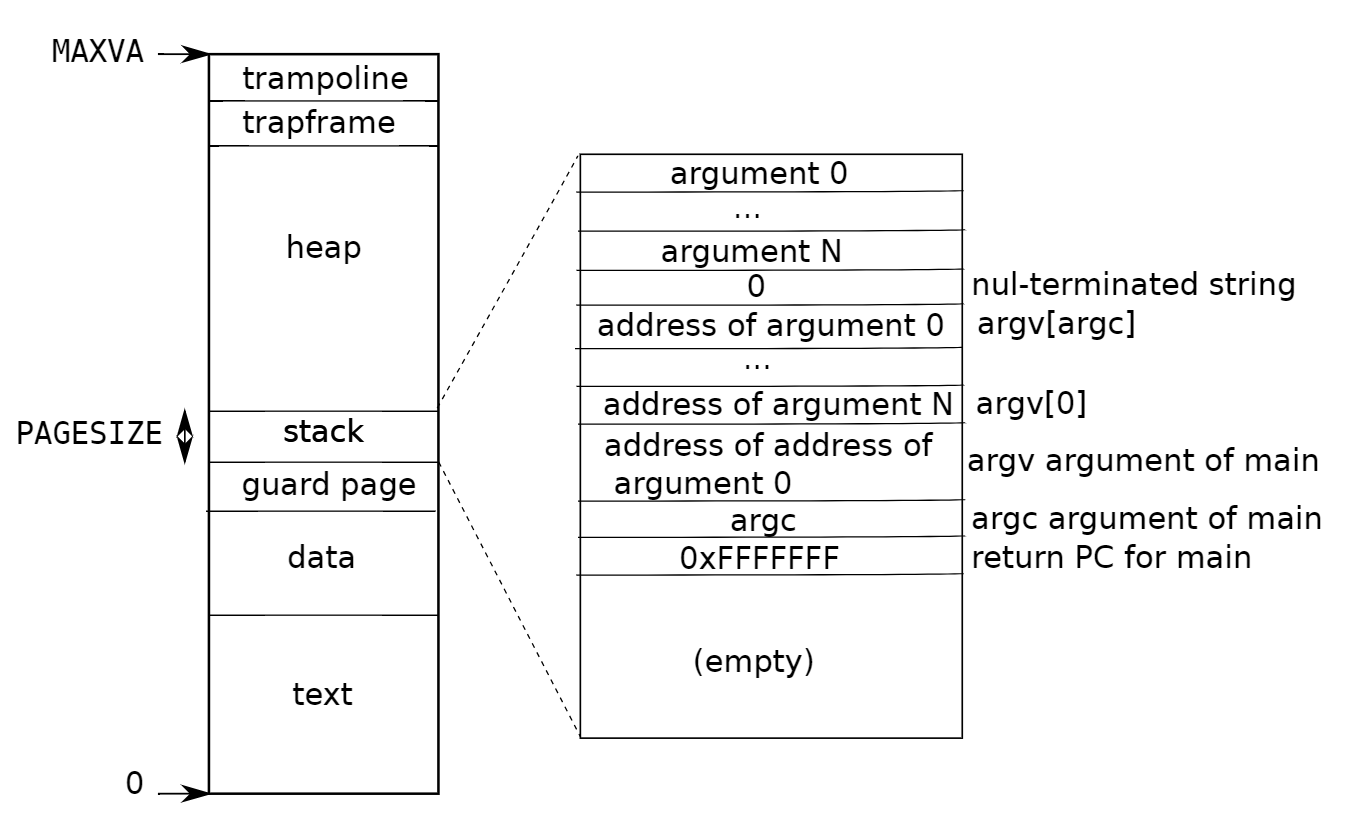 MAXVA
trampoline
trapframe
heap
PAGESIZE
stack
guard page
data
text
0
argument 0
...
argument N
0
nul-terminated string
address of argument 0
argv[argc]
...
address of argument N
argv[0]
address of address of
argument 0
argv argument of main
argc
argc argument of main
0xFFFFFFF
return PC for main
(empty)